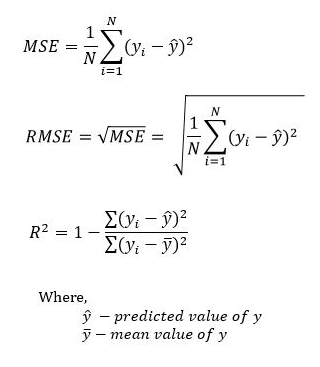 MSE = 1/N ∑_{i=1}^{N} (y_i − ŷ)²
RMSE = √MSE = √(1/N ∑_{i=1}^{N} (y_i − ŷ)²)
R² = 1 − ∑(y_i − ŷ)² / ∑(y_i − ȳ)²
Where,
ŷ − predicted value of y
ȳ − mean value of y